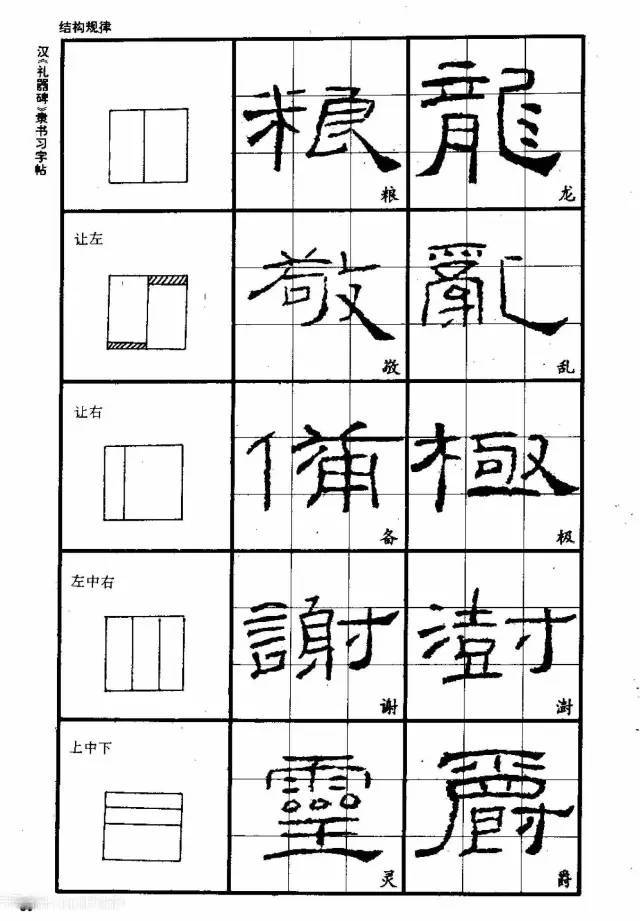 结构规律
汉《礼器碑》隶书习字帖
粮 龍
粮 龙
让左
敬 亂
敬 乱
让右
備 極
备 极
左中右
謝 澍
谢 澍
上中下
靈 爵
灵 爵